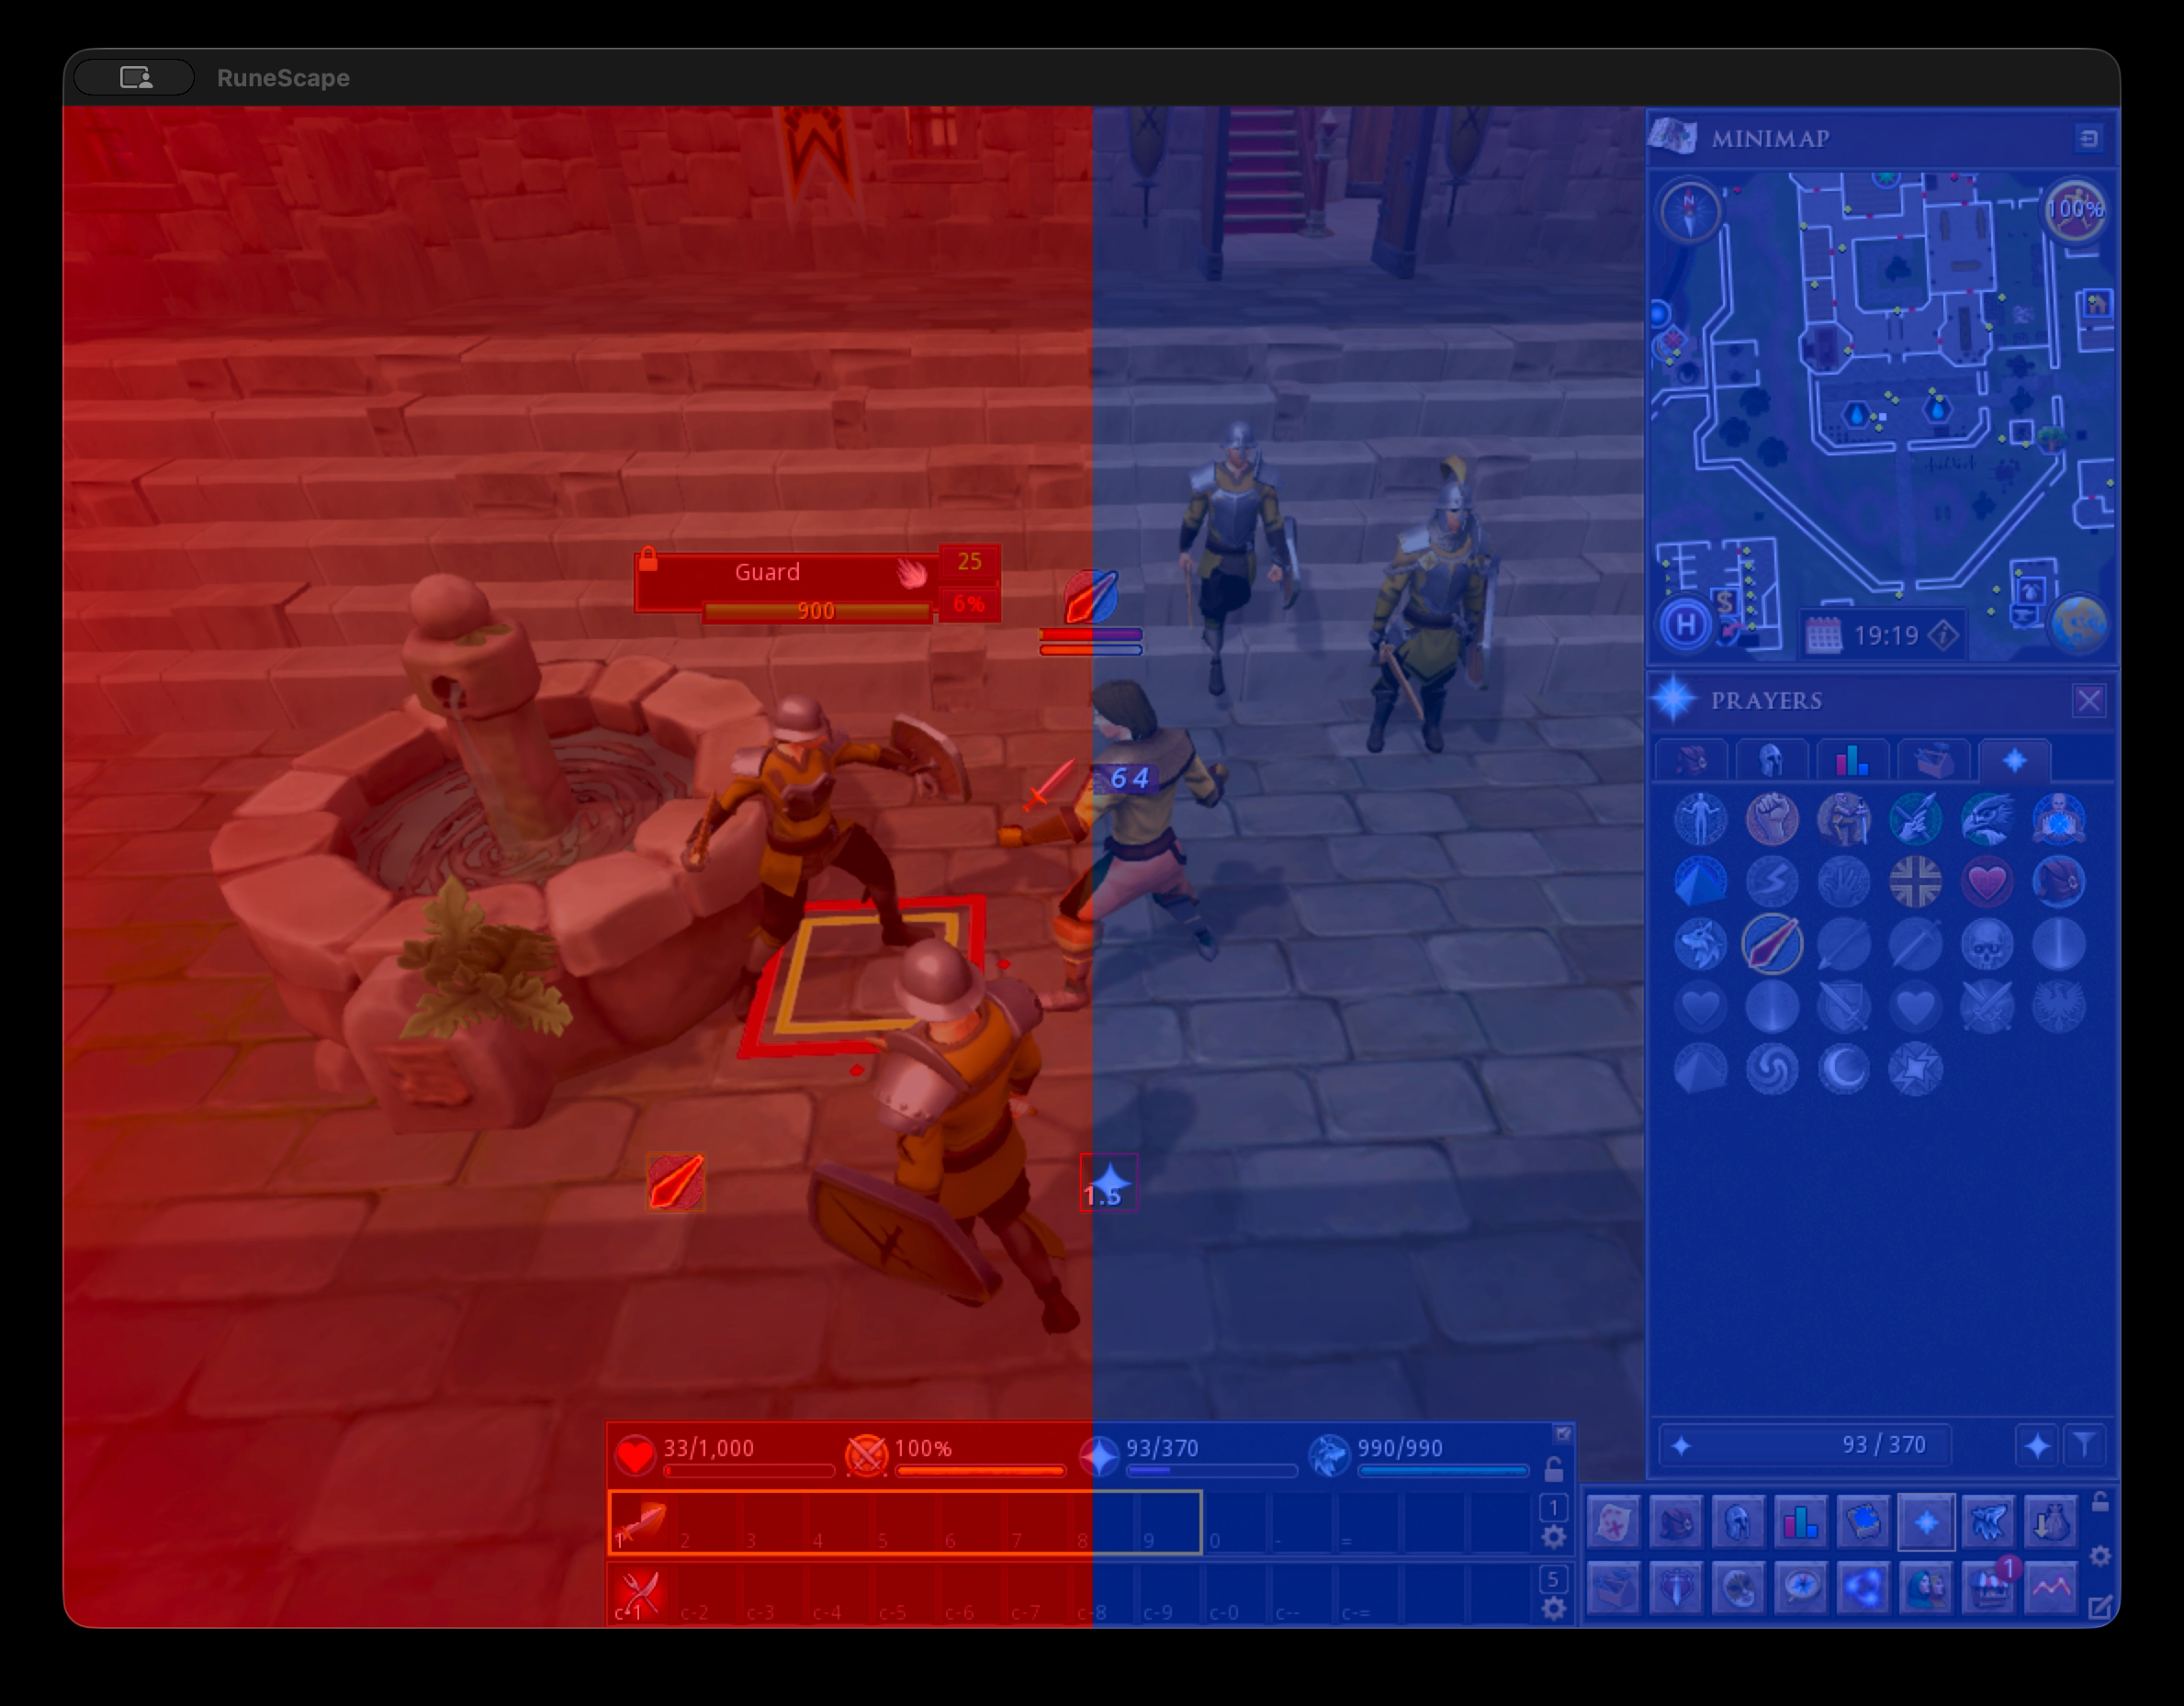 RuneScape
MINIMAP
N
100%
Guard
25
900
6%
H
$
19:19
PRAYERS
64
1.5
33/1,000
100%
93/370
990/990
93 / 370
1 2 3 4 5 6 7 8 9 0 - =
1
c-1 c-2 c-3 c-4 c-5 c-6 c-7 c-8 c-9 c-0 c-- c-=
5
1